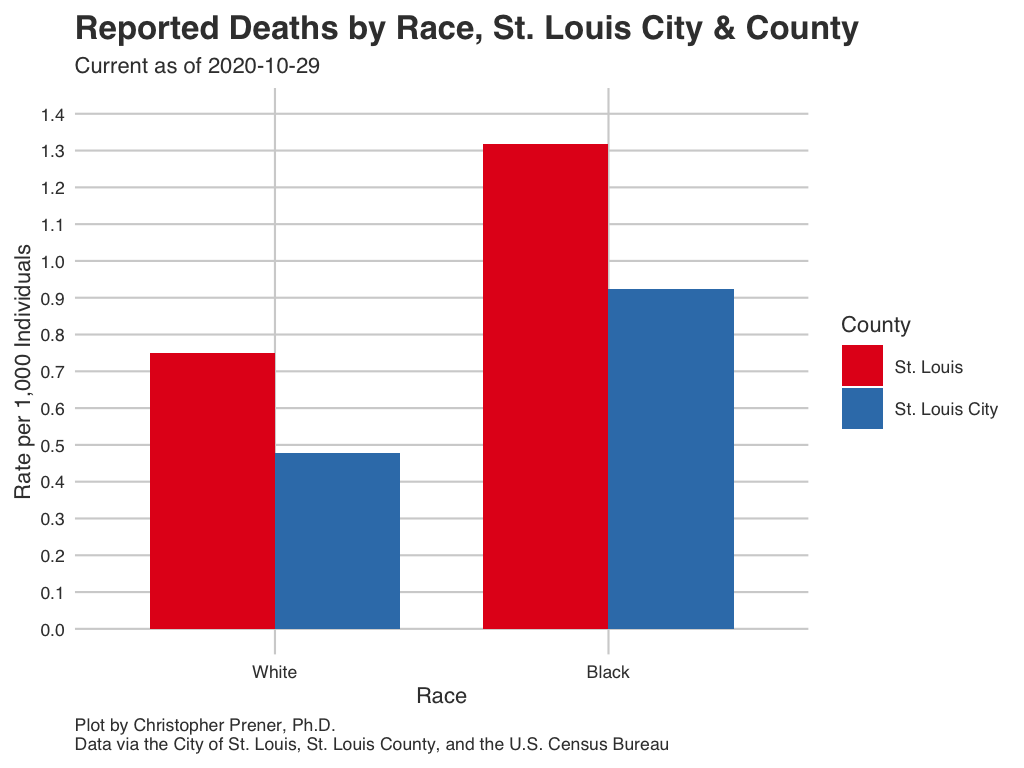 Reported Deaths by Race, St. Louis City & County
Current as of 2020-10-29
Rate per 1,000 Individuals
1.4
1.3
1.2
1.1
1.0
0.9
0.8
0.7
0.6
0.5
0.4
0.3
0.2
0.1
0.0
White
Black
Race
County
St. Louis
St. Louis City
Plot by Christopher Prener, Ph.D.
Data via the City of St. Louis, St. Louis County, and the U.S. Census Bureau